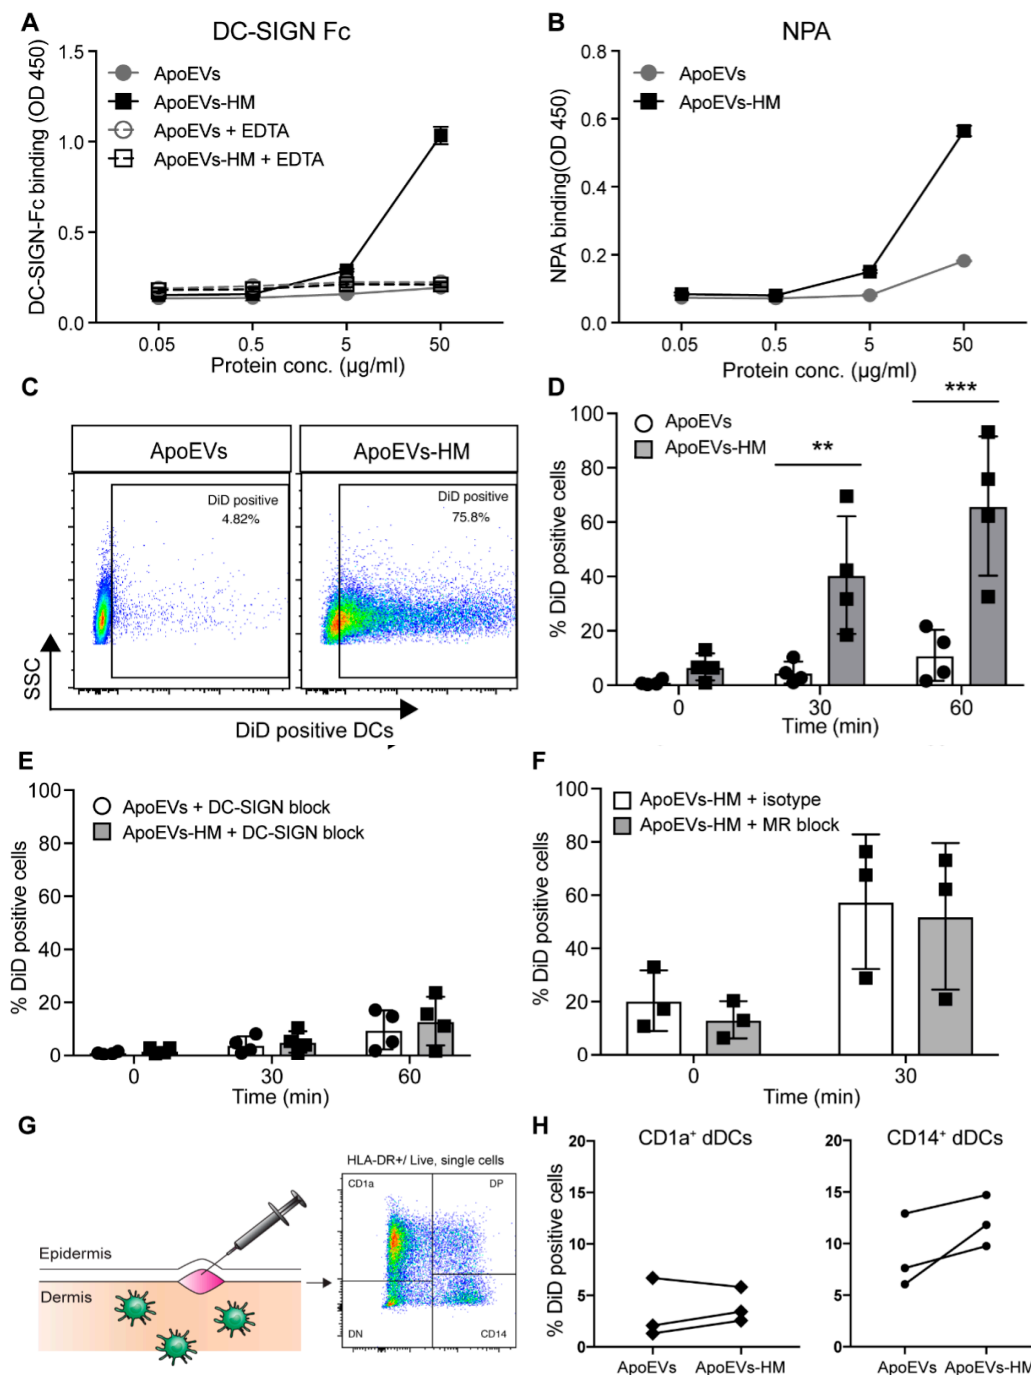 A
DC-SIGN Fc
DC-SIGN-Fc binding (OD 450)
1.5
1.0
0.5
0.0
ApoEVs
ApoEVs-HM
ApoEVs + EDTA
ApoEVs-HM + EDTA
0.05
0.5
5
50
Protein conc. (µg/ml)
B
NPA
NPA binding(OD 450)
0.8
0.6
0.4
0.2
0.0
ApoEVs
ApoEVs-HM
0.05
0.5
5
50
Protein conc. (µg/ml)
C
ApoEVs
ApoEVs-HM
DiD positive
4.82%
DiD positive
75.8%
SSC
DiD positive DCs
D
% DiD positive cells
100
80
60
40
20
0
ApoEVs
ApoEVs-HM
**
***
0
30
60
Time (min)
E
% DiD positive cells
100
80
60
40
20
0
ApoEVs + DC-SIGN block
ApoEVs-HM + DC-SIGN block
0
30
60
Time (min)
F
% DiD positive cells
100
80
60
40
20
0
ApoEVs-HM + isotype
ApoEVs-HM + MR block
0
30
Time (min)
G
Epidermis
Dermis
HLA-DR+/ Live, single cells
CD1a
DP
DN
CD14
H
CD1a⁺ dDCs
% DiD positive cells
20
15
10
5
0
ApoEVs
ApoEVs-HM
CD14⁺ dDCs
20
15
10
5
0
ApoEVs
ApoEVs-HM